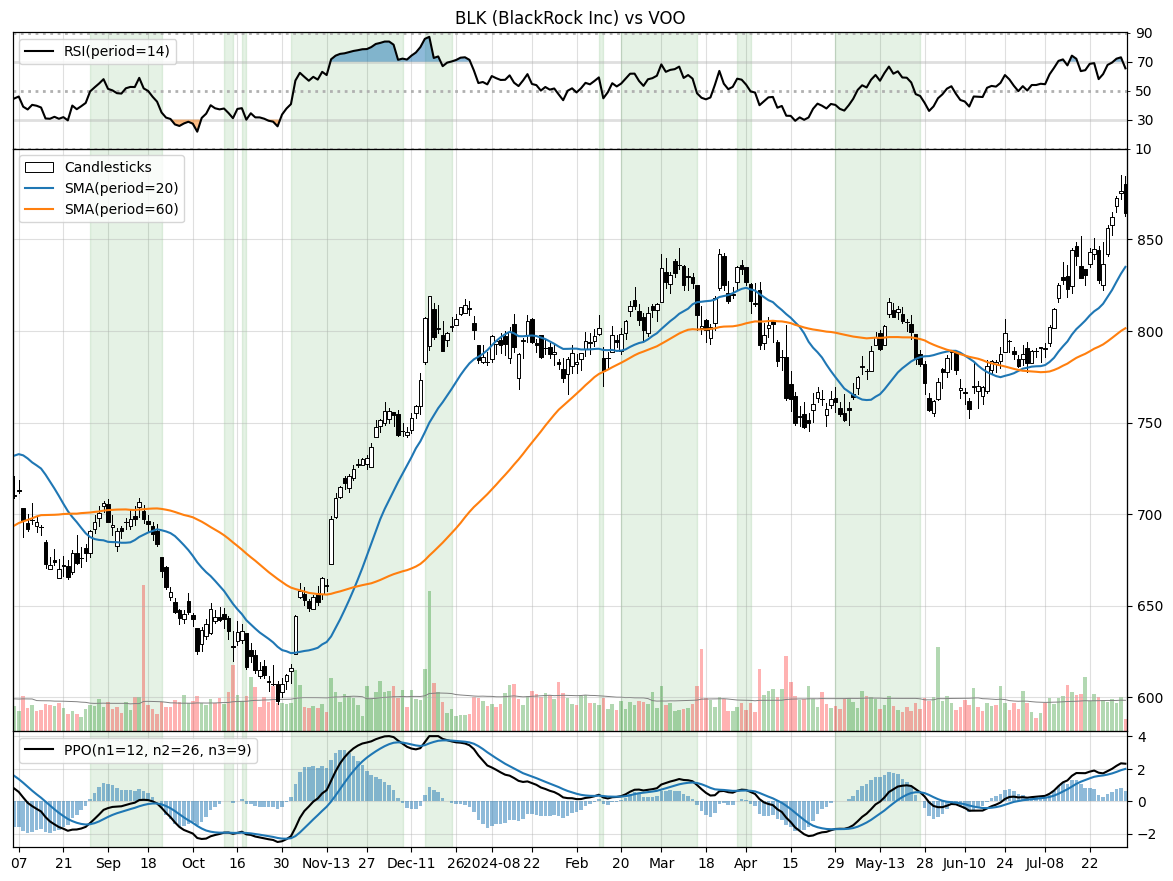 BLK (BlackRock Inc) vs VOO
RSI(period=14)
90
70
50
30
10
Candlesticks
SMA(period=20)
SMA(period=60)
850
800
750
700
650
600
PPO(n1=12, n2=26, n3=9)
4
2
0
−2
07 21 Sep 18 Oct 16 30 Nov-13 27 Dec-11 26 2024-08 22 Feb 20 Mar 18 Apr 15 29 May-13 28 Jun-10 24 Jul-08 22